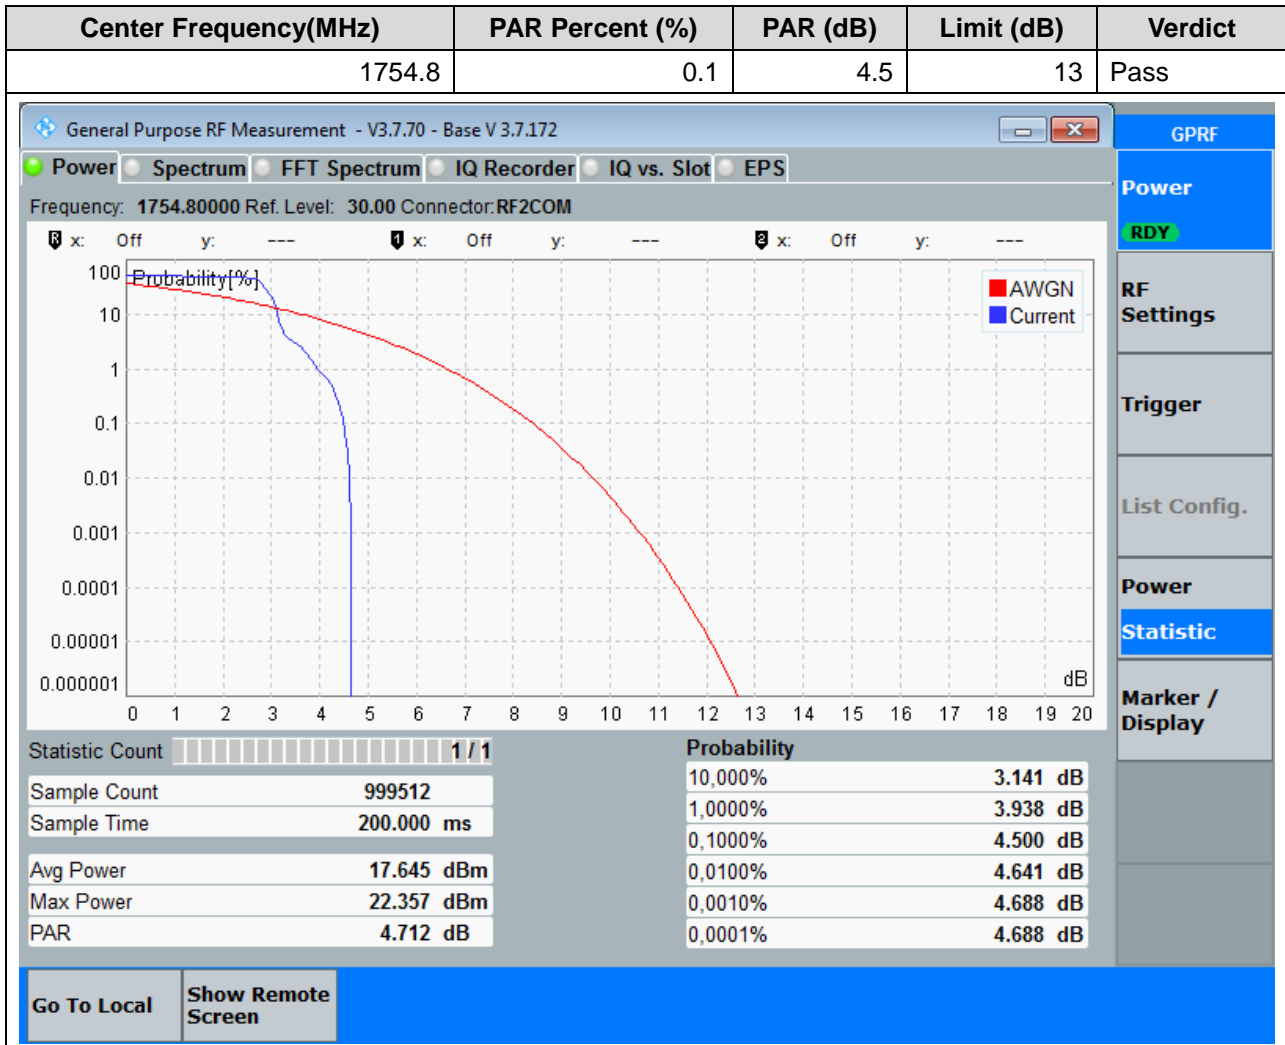 Center Frequency(MHz) PAR Percent (%) PAR (dB) Limit (dB) Verdict
1754.8 0.1 4.5 13 Pass
General Purpose RF Measurement - V3.7.70 - Base V 3.7.172
GPRF
Power Spectrum FFT Spectrum IQ Recorder IQ vs. Slot EPS
Frequency: 1754.80000 Ref. Level: 30.00 Connector:RF2COM
R x: Off y: --- 1 x: Off y: --- 2 x: Off y: ---
Probability[%]
AWGN
Current
100
10
1
0.1
0.01
0.001
0.0001
0.00001
0.000001
dB
0 1 2 3 4 5 6 7 8 9 10 11 12 13 14 15 16 17 18 19 20
Statistic Count 1 / 1
Sample Count 999512
Sample Time 200.000 ms
Avg Power 17.645 dBm
Max Power 22.357 dBm
PAR 4.712 dB
Probability
10,000% 3.141 dB
1,0000% 3.938 dB
0,1000% 4.500 dB
0,0100% 4.641 dB
0,0010% 4.688 dB
0,0001% 4.688 dB
Power
RDY
RF
Settings
Trigger
List Config.
Power
Statistic
Marker /
Display
Go To Local
Show Remote
Screen